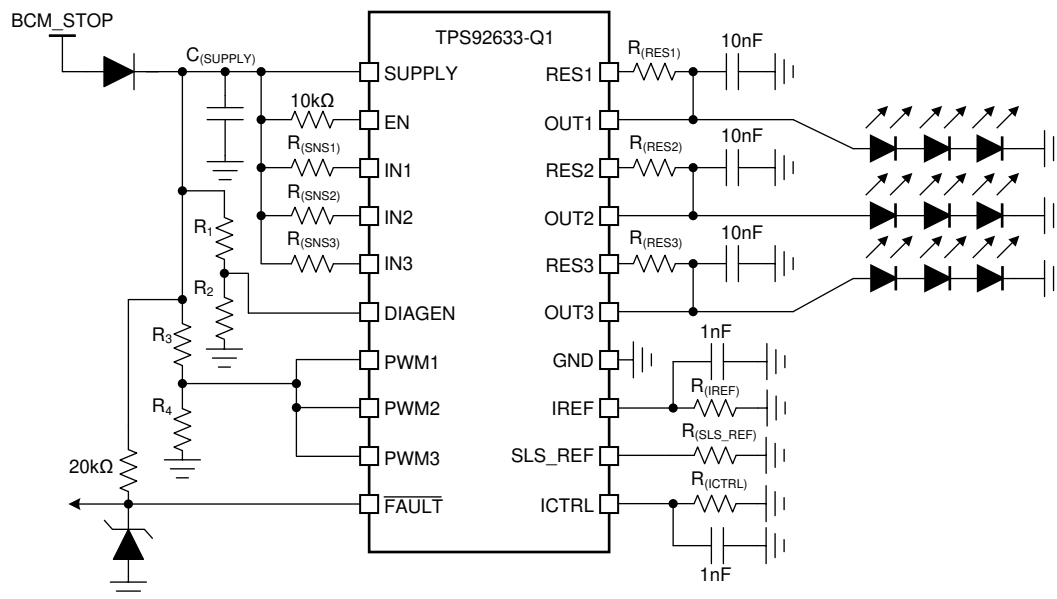 BCM_STOP
C(SUPPLY)
TPS92633-Q1
SUPPLY
10kΩ
EN
R(SNS1)
IN1
R(SNS2)
IN2
R(SNS3)
IN3
R1
R2
DIAGEN
R3
PWM1
R4
PWM2
PWM3
20kΩ
FAULT
RES1
R(RES1)
10nF
OUT1
RES2
R(RES2)
10nF
OUT2
RES3
R(RES3)
10nF
OUT3
GND
1nF
IREF
R(IREF)
SLS_REF
R(SLS_REF)
ICTRL
R(ICTRL)
1nF